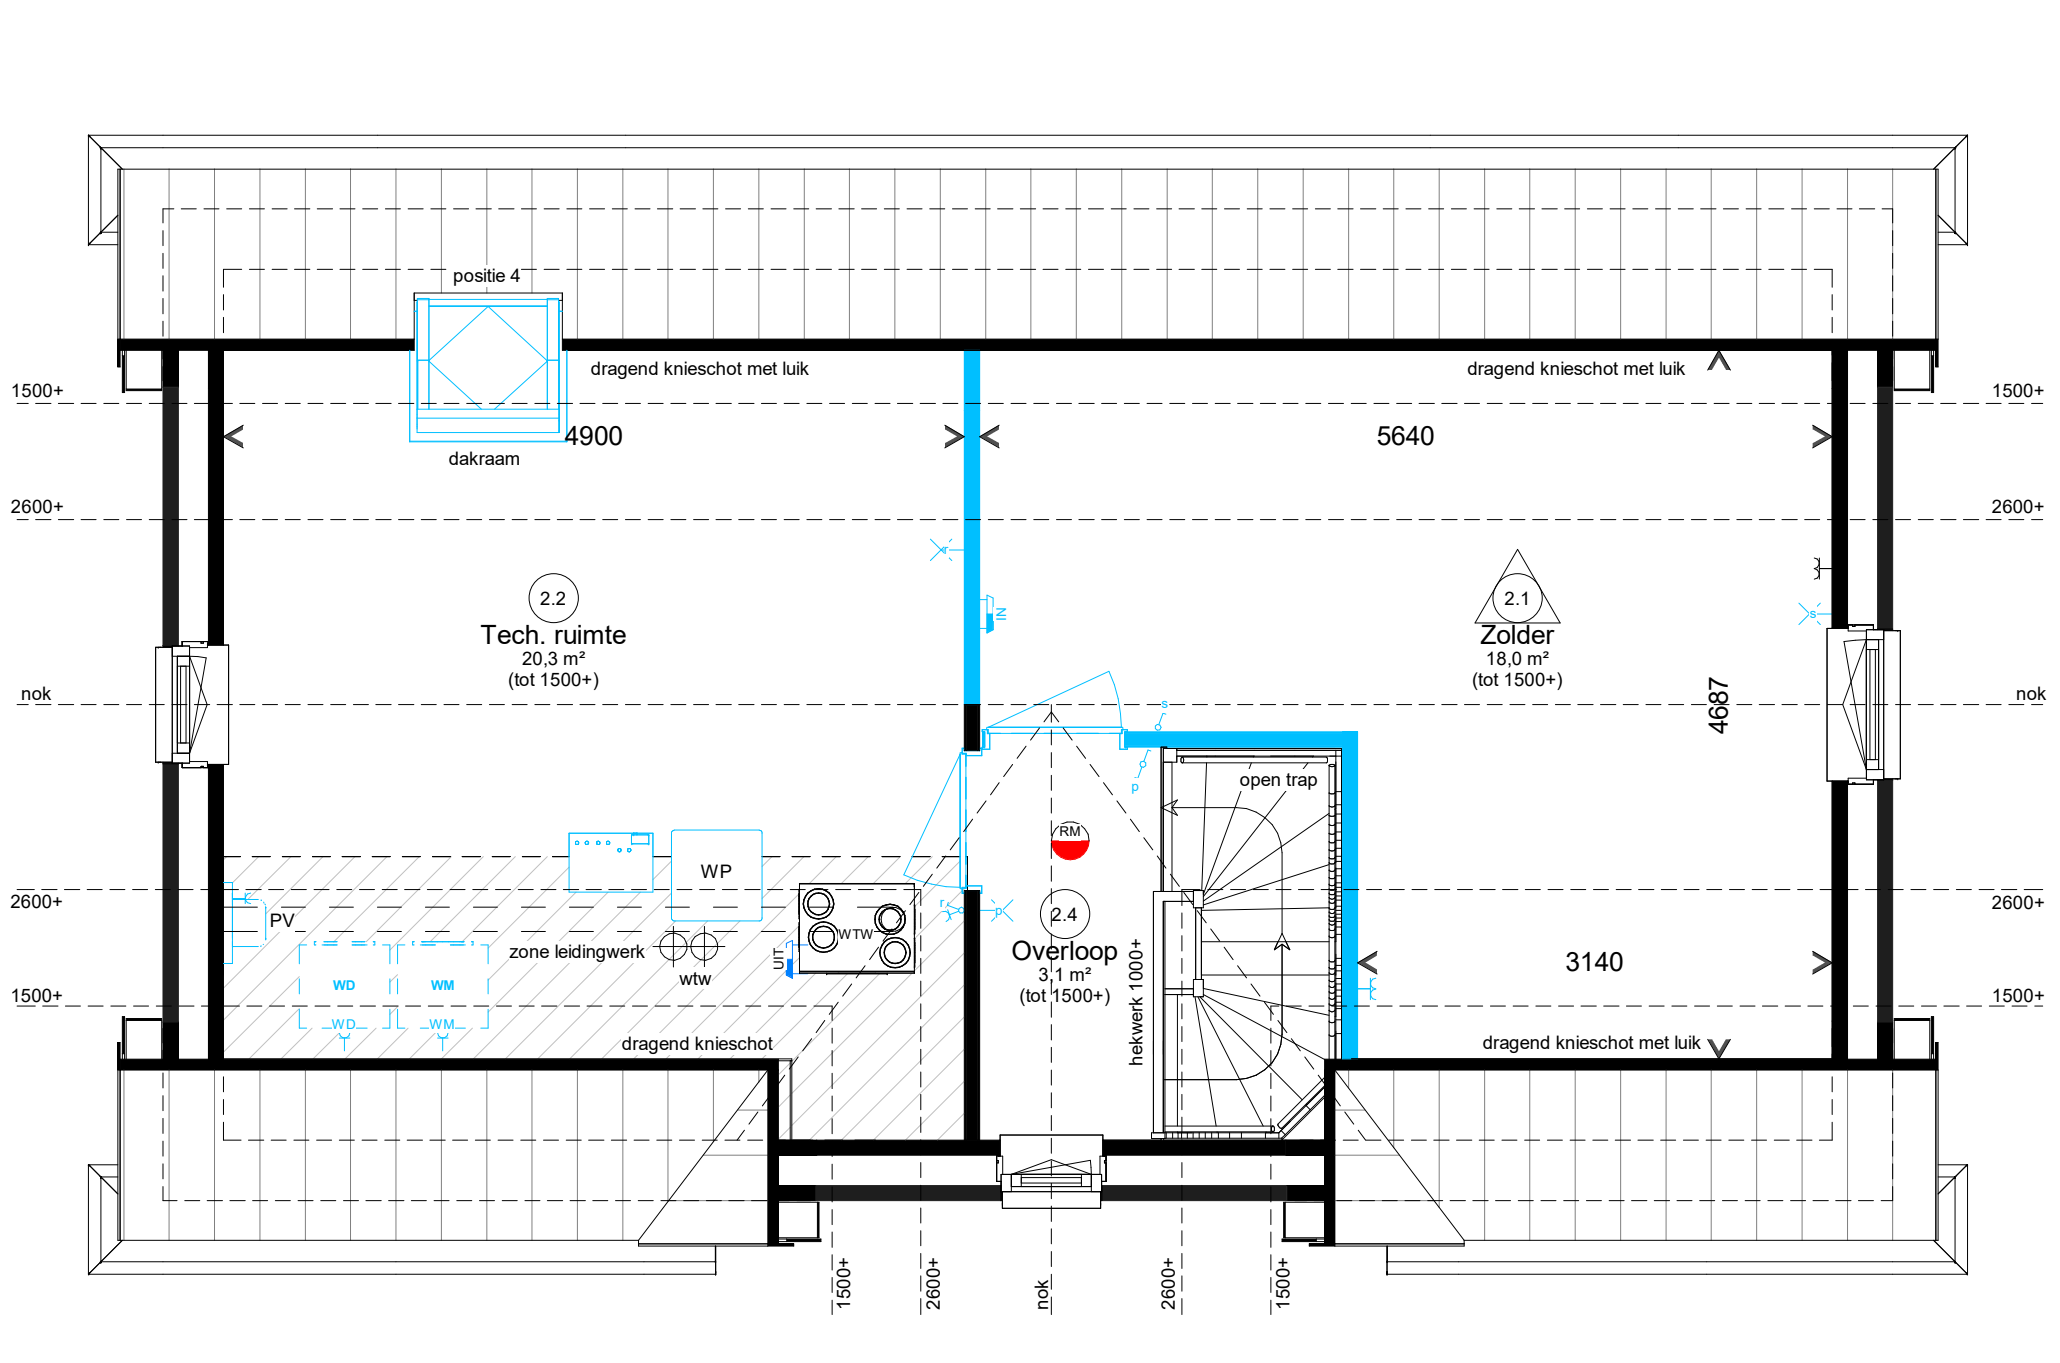 positie 4
dragend knieschot met luik
dragend knieschot met luik
1500+
1500+
4900
5640
dakraam
2600+
2600+
r
IN
2.2
Tech. ruimte
20,3 m²
(tot 1500+)
2.1
Zolder
18,0 m²
(tot 1500+)
s
nok
nok
4687
s
p
open trap
RM
WP
2600+
2600+
PV
WTW
zone leidingwerk
wtw
UIT
r
p
2.4
Overloop
3,1 m²
(tot 1500+)
hekwerk 1000+
3140
WD
WM
1500+
1500+
WD
WM
dragend knieschot
dragend knieschot met luik
1500+
2600+
nok
2600+
1500+